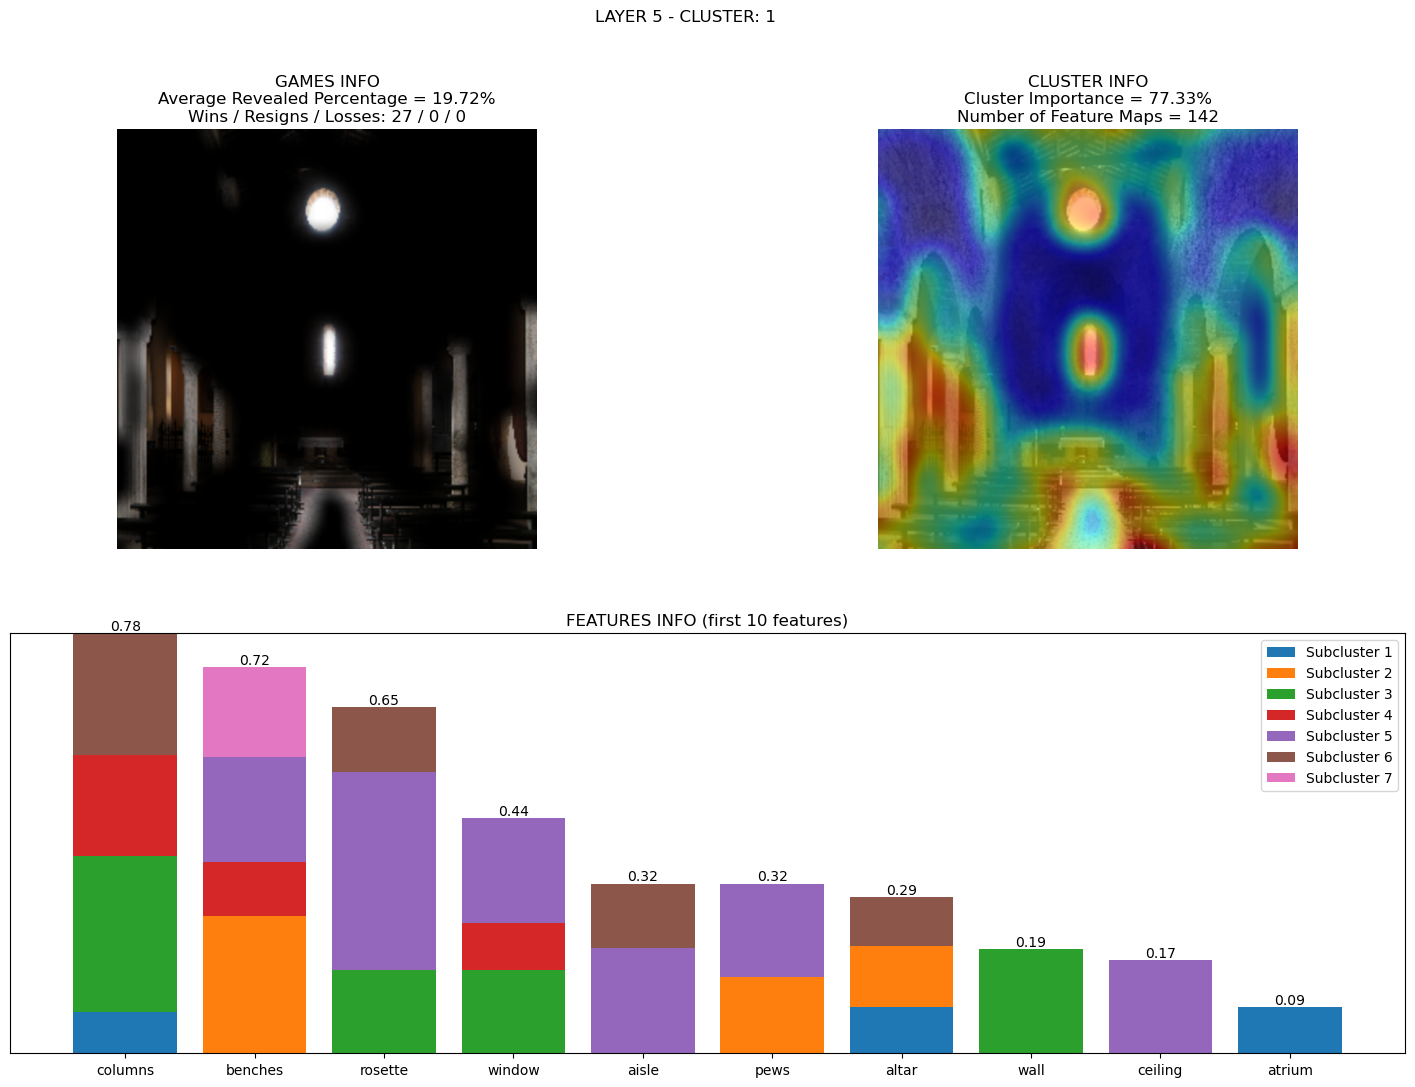 LAYER 5 - CLUSTER: 1
GAMES INFO
Average Revealed Percentage = 19.72%
Wins / Resigns / Losses: 27 / 0 / 0
CLUSTER INFO
Cluster Importance = 77.33%
Number of Feature Maps = 142
FEATURES INFO (first 10 features)
0.78
0.72
0.65
0.44
0.32
0.32
0.29
0.19
0.17
0.09
Subcluster 1
Subcluster 2
Subcluster 3
Subcluster 4
Subcluster 5
Subcluster 6
Subcluster 7
columns
benches
rosette
window
aisle
pews
altar
wall
ceiling
atrium